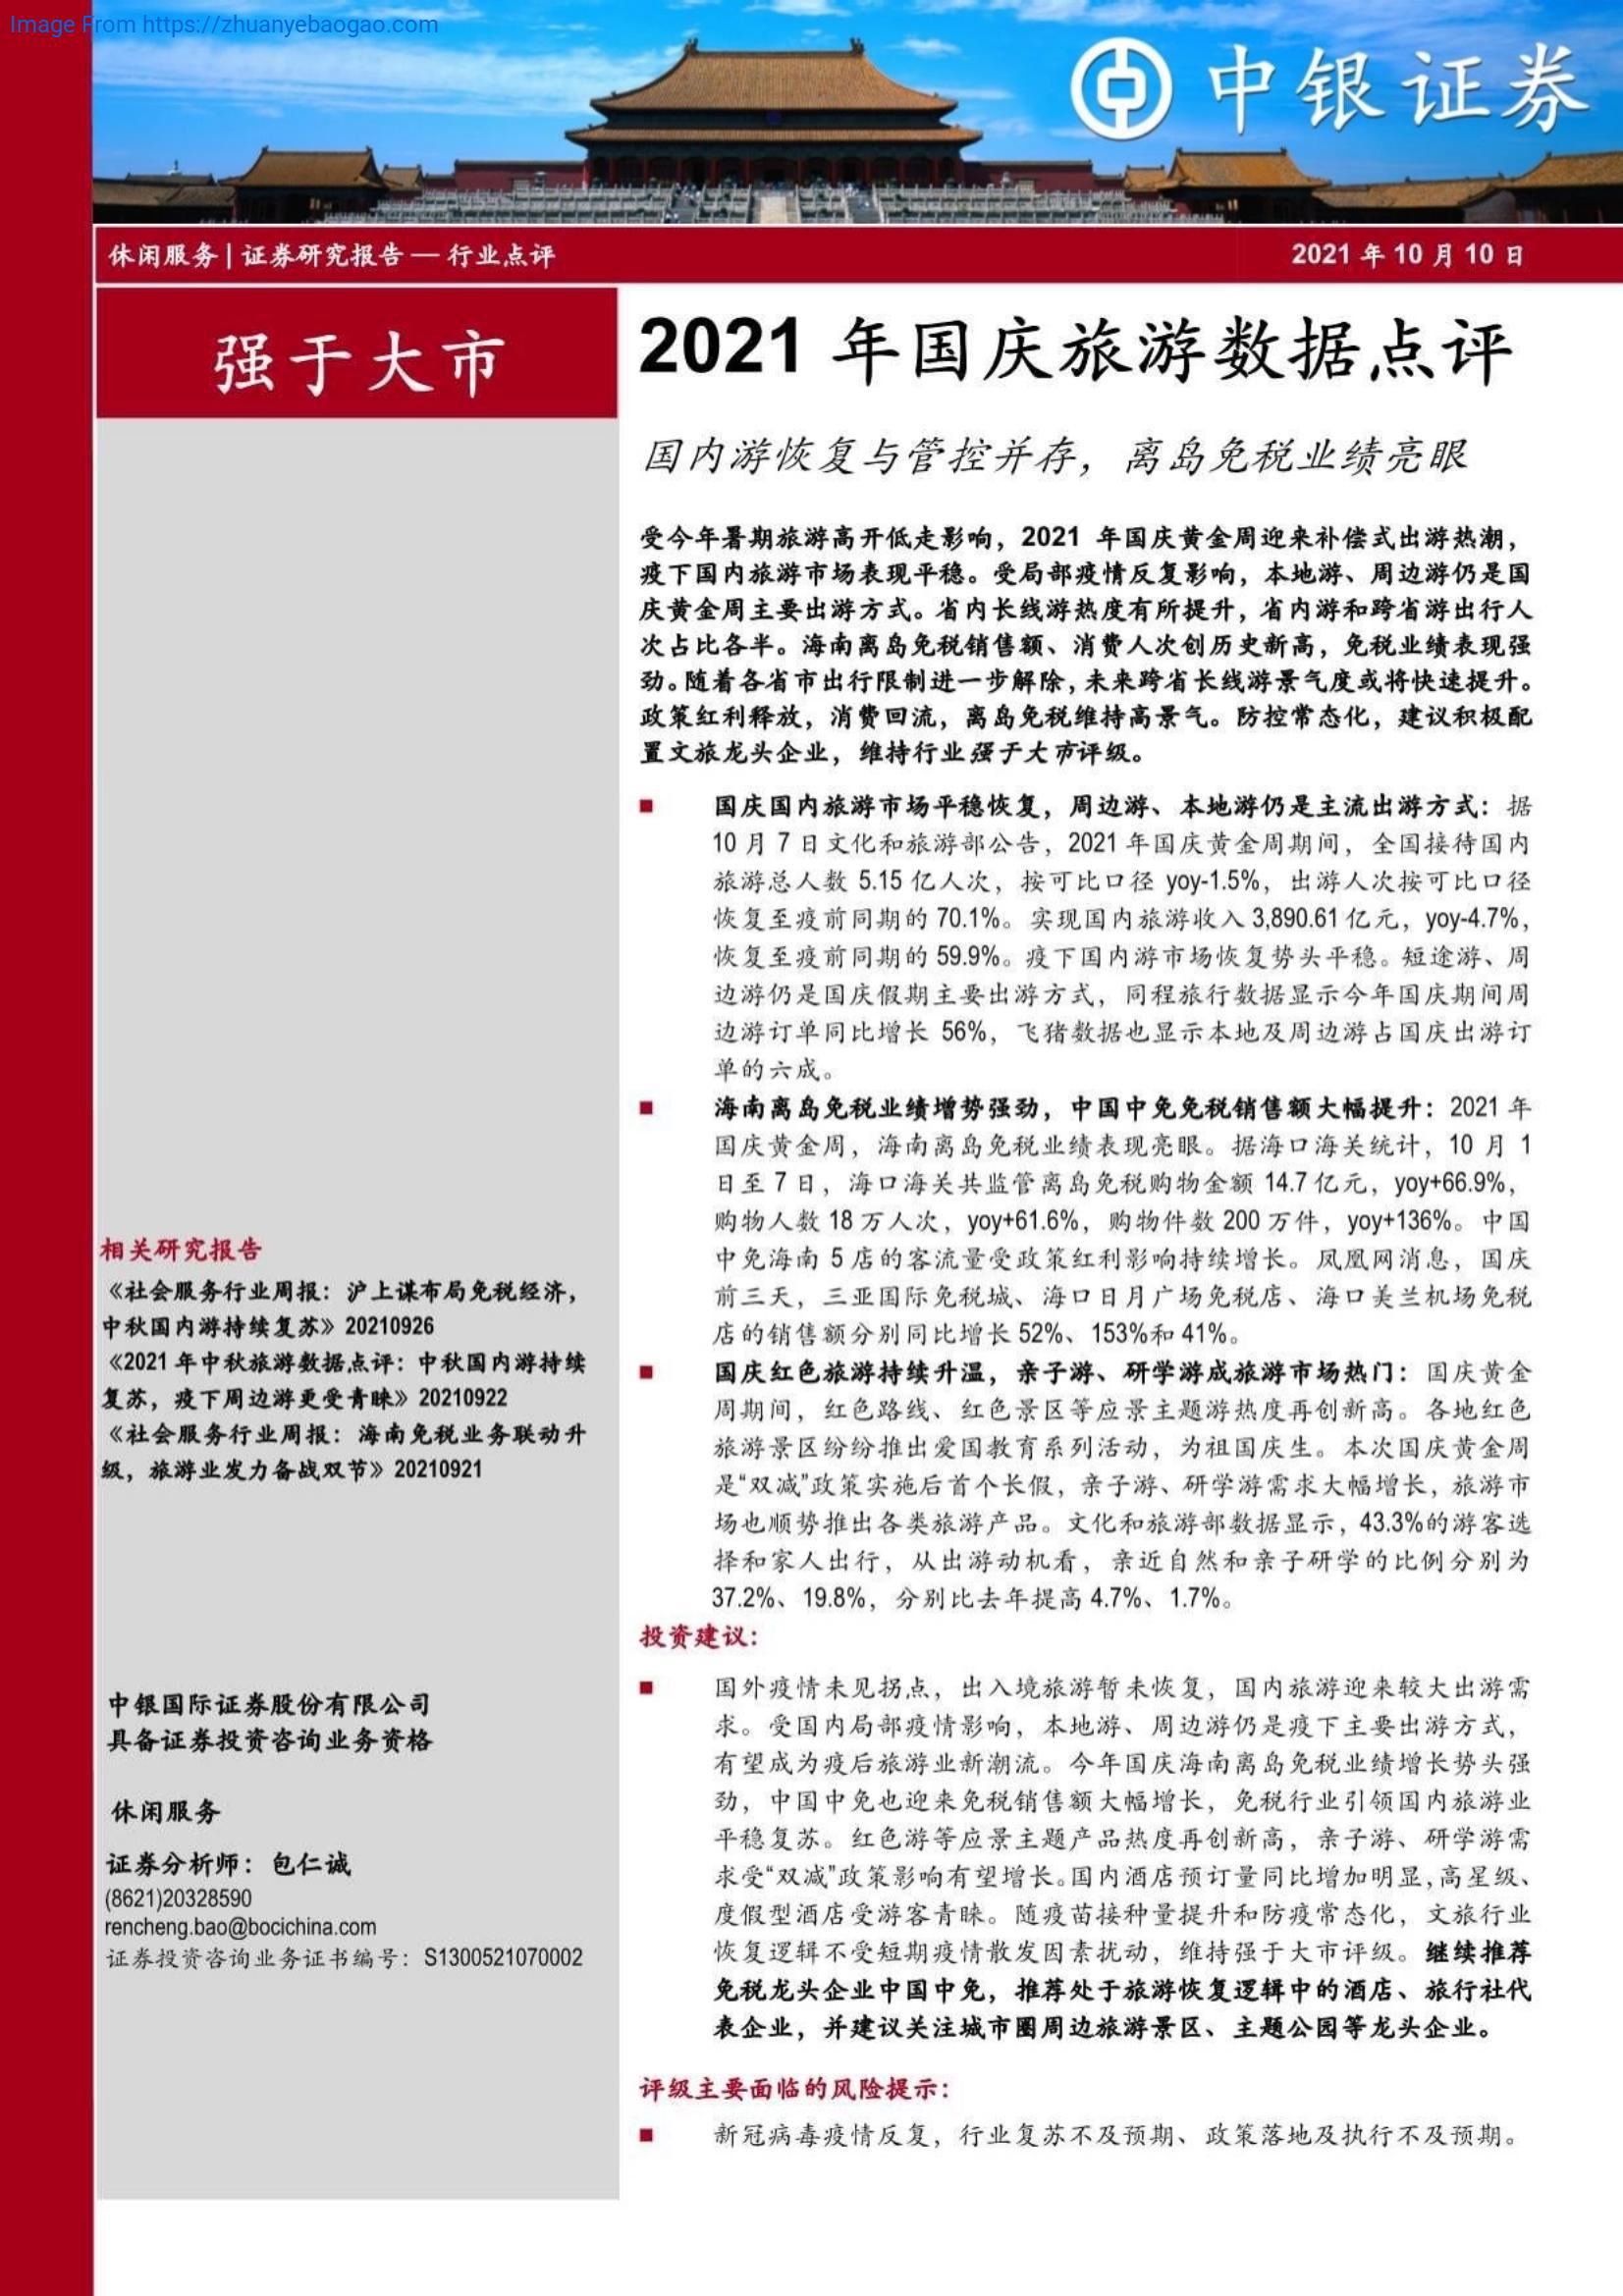 Image From https://zhuanyebaogao.com
中银证券
休闲服务 | 证券研究报告 — 行业点评
2021 年 10 月 10 日
强于大市
2021 年国庆旅游数据点评
国内游恢复与管控并存，离岛免税业绩亮眼
受今年暑期旅游高开低走影响，2021 年国庆黄金周迎来补偿式出游热潮，
疫下国内旅游市场表现平稳。受局部疫情反复影响，本地游、周边游仍是国
庆黄金周主要出游方式。省内长线游热度有所提升，省内游和跨省游出行人
次占比各半。海南离岛免税销售额、消费人次创历史新高，免税业绩表现强
劲。随着各省市出行限制进一步解除，未来跨省长线游景气度或将快速提升。
政策红利释放，消费回流，离岛免税维持高景气。防控常态化，建议积极配
置文旅龙头企业，维持行业强于大市评级。
■ 国庆国内旅游市场平稳恢复，周边游、本地游仍是主流出游方式：据
10 月 7 日文化和旅游部公告，2021 年国庆黄金周期间，全国接待国内
旅游总人数 5.15 亿人次，按可比口径 yoy-1.5%，出游人次按可比口径
恢复至疫前同期的 70.1%。实现国内旅游收入 3,890.61 亿元，yoy-4.7%，
恢复至疫前同期的 59.9%。疫下国内游市场恢复势头平稳。短途游、周
边游仍是国庆假期主要出游方式，同程旅行数据显示今年国庆期间周
边游订单同比增长 56%，飞猪数据也显示本地及周边游占国庆出游订
单的六成。
■ 海南离岛免税业绩增势强劲，中国中免免税销售额大幅提升：2021 年
国庆黄金周，海南离岛免税业绩表现亮眼。据海口海关统计，10 月 1
日至 7 日，海口海关共监管离岛免税购物金额 14.7 亿元，yoy+66.9%，
购物人数 18 万人次，yoy+61.6%，购物件数 200 万件，yoy+136%。中国
中免海南 5 店的客流量受政策红利影响持续增长。凤凰网消息，国庆
前三天，三亚国际免税城、海口日月广场免税店、海口美兰机场免税
店的销售额分别同比增长 52%、153%和 41%。
■ 国庆红色旅游持续升温，亲子游、研学游成旅游市场热门：国庆黄金
周期间，红色路线、红色景区等应景主题游热度再创新高。各地红色
旅游景区纷纷推出爱国教育系列活动，为祖国庆生。本次国庆黄金周
是“双减”政策实施后首个长假，亲子游、研学游需求大幅增长，旅游市
场也顺势推出各类旅游产品。文化和旅游部数据显示，43.3%的游客选
择和家人出行，从出游动机看，亲近自然和亲子研学的比例分别为
37.2%、19.8%，分别比去年提高 4.7%、1.7%。
投资建议：
■ 国外疫情未见拐点，出入境旅游暂未恢复，国内旅游迎来较大出游需
求。受国内局部疫情影响，本地游、周边游仍是疫下主要出游方式，
有望成为疫后旅游业新潮流。今年国庆海南离岛免税业绩增长势头强
劲，中国中免也迎来免税销售额大幅增长，免税行业引领国内旅游业
平稳复苏。红色游等应景主题产品热度再创新高，亲子游、研学游需
求受“双减”政策影响有望增长。国内酒店预订量同比增加明显，高星级、
度假型酒店受游客青睐。随疫苗接种量提升和防疫常态化，文旅行业
恢复逻辑不受短期疫情散发因素扰动，维持强于大市评级。继续推荐
免税龙头企业中国中免，推荐处于旅游恢复逻辑中的酒店、旅行社代
表企业，并建议关注城市圈周边旅游景区、主题公园等龙头企业。
评级主要面临的风险提示：
■ 新冠病毒疫情反复，行业复苏不及预期、政策落地及执行不及预期。
相关研究报告
《社会服务行业周报：沪上谋布局免税经济，
中秋国内游持续复苏》20210926
《2021 年中秋旅游数据点评：中秋国内游持续
复苏，疫下周边游更受青睐》20210922
《社会服务行业周报：海南免税业务联动升
级，旅游业发力备战双节》20210921
中银国际证券股份有限公司
具备证券投资咨询业务资格
休闲服务
证券分析师：包仁诚
(8621)20328590
rencheng.bao@bocichina.com
证券投资咨询业务证书编号：S1300521070002